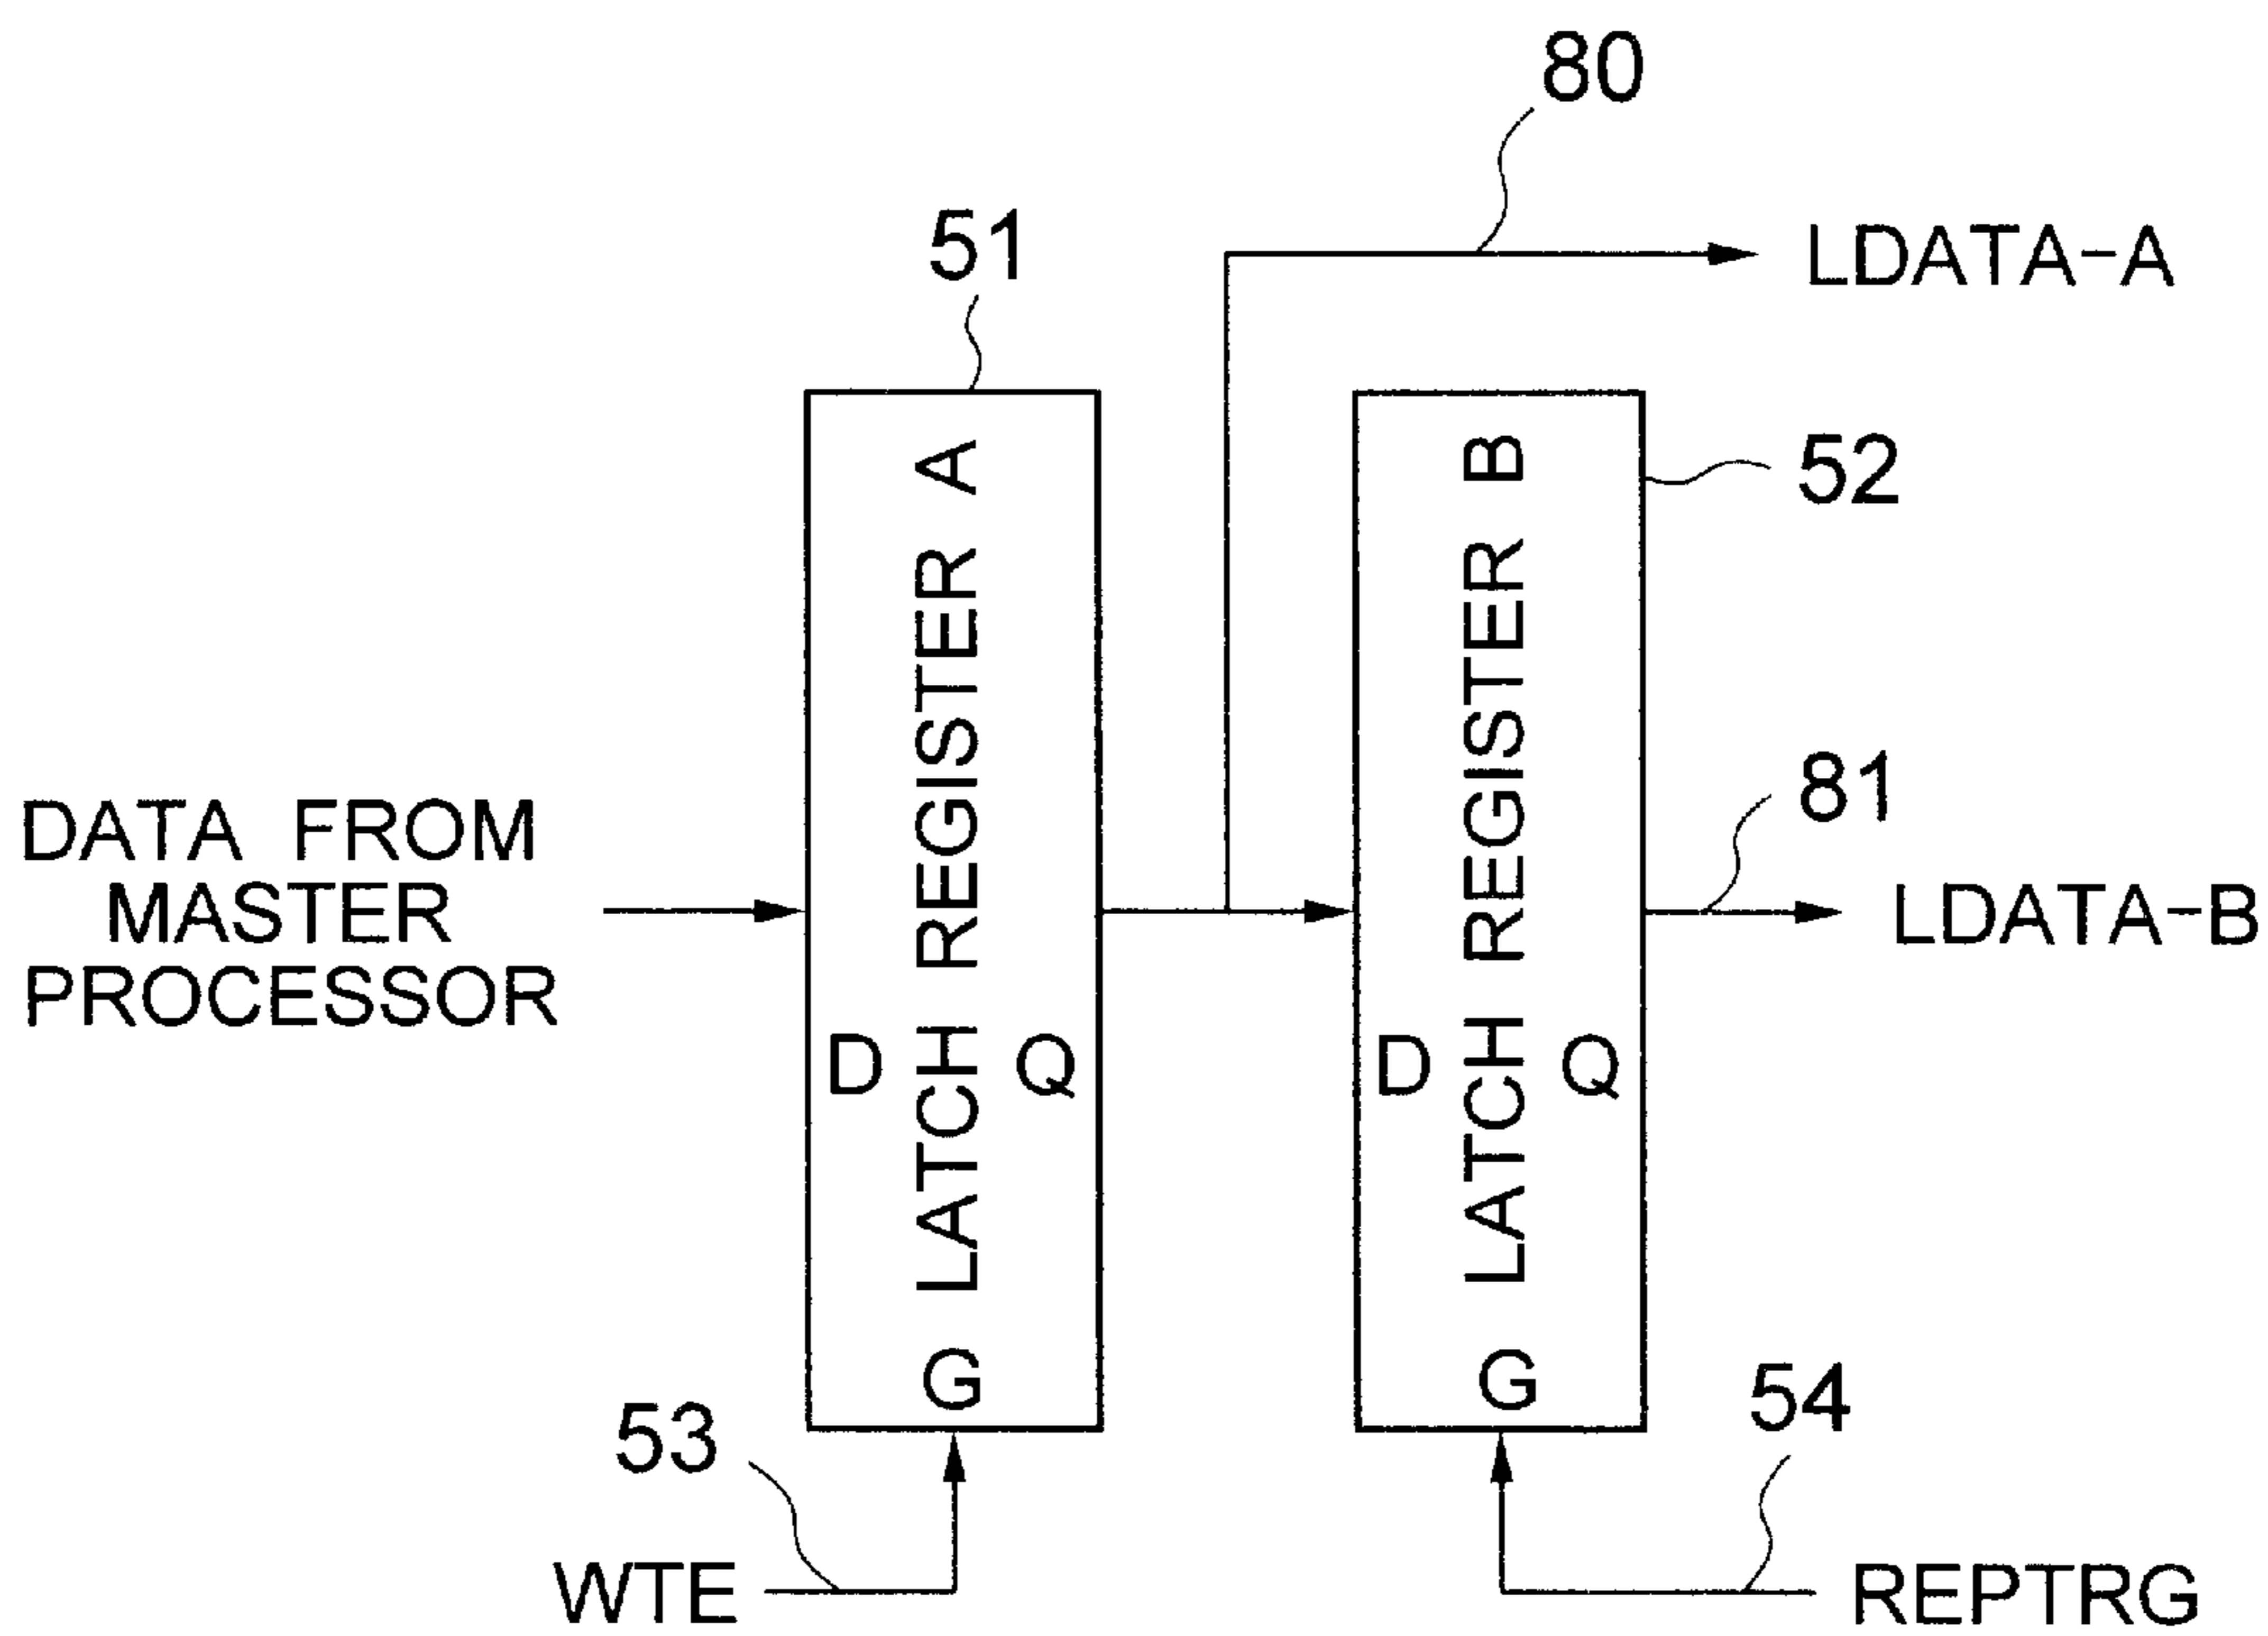 80
LDATA-A
51
LATCH REGISTER A
LATCH REGISTER B
52
81
DATA FROM
MASTER
PROCESSOR
LDATA-B
D
Q
D
Q
G
G
53
54
WTE
REPTRG